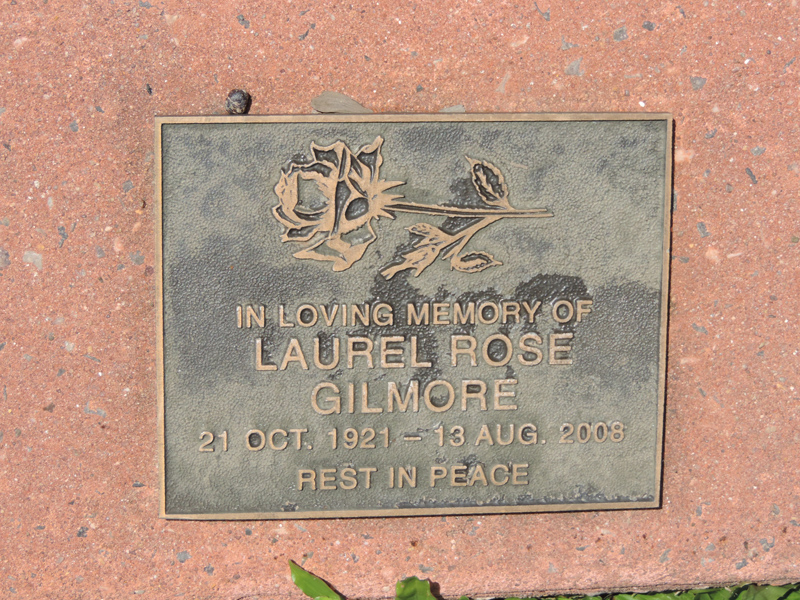 IN LOVING MEMORY OF
LAUREL ROSE
GILMORE
21 OCT. 1921 – 13 AUG. 2008
REST IN PEACE